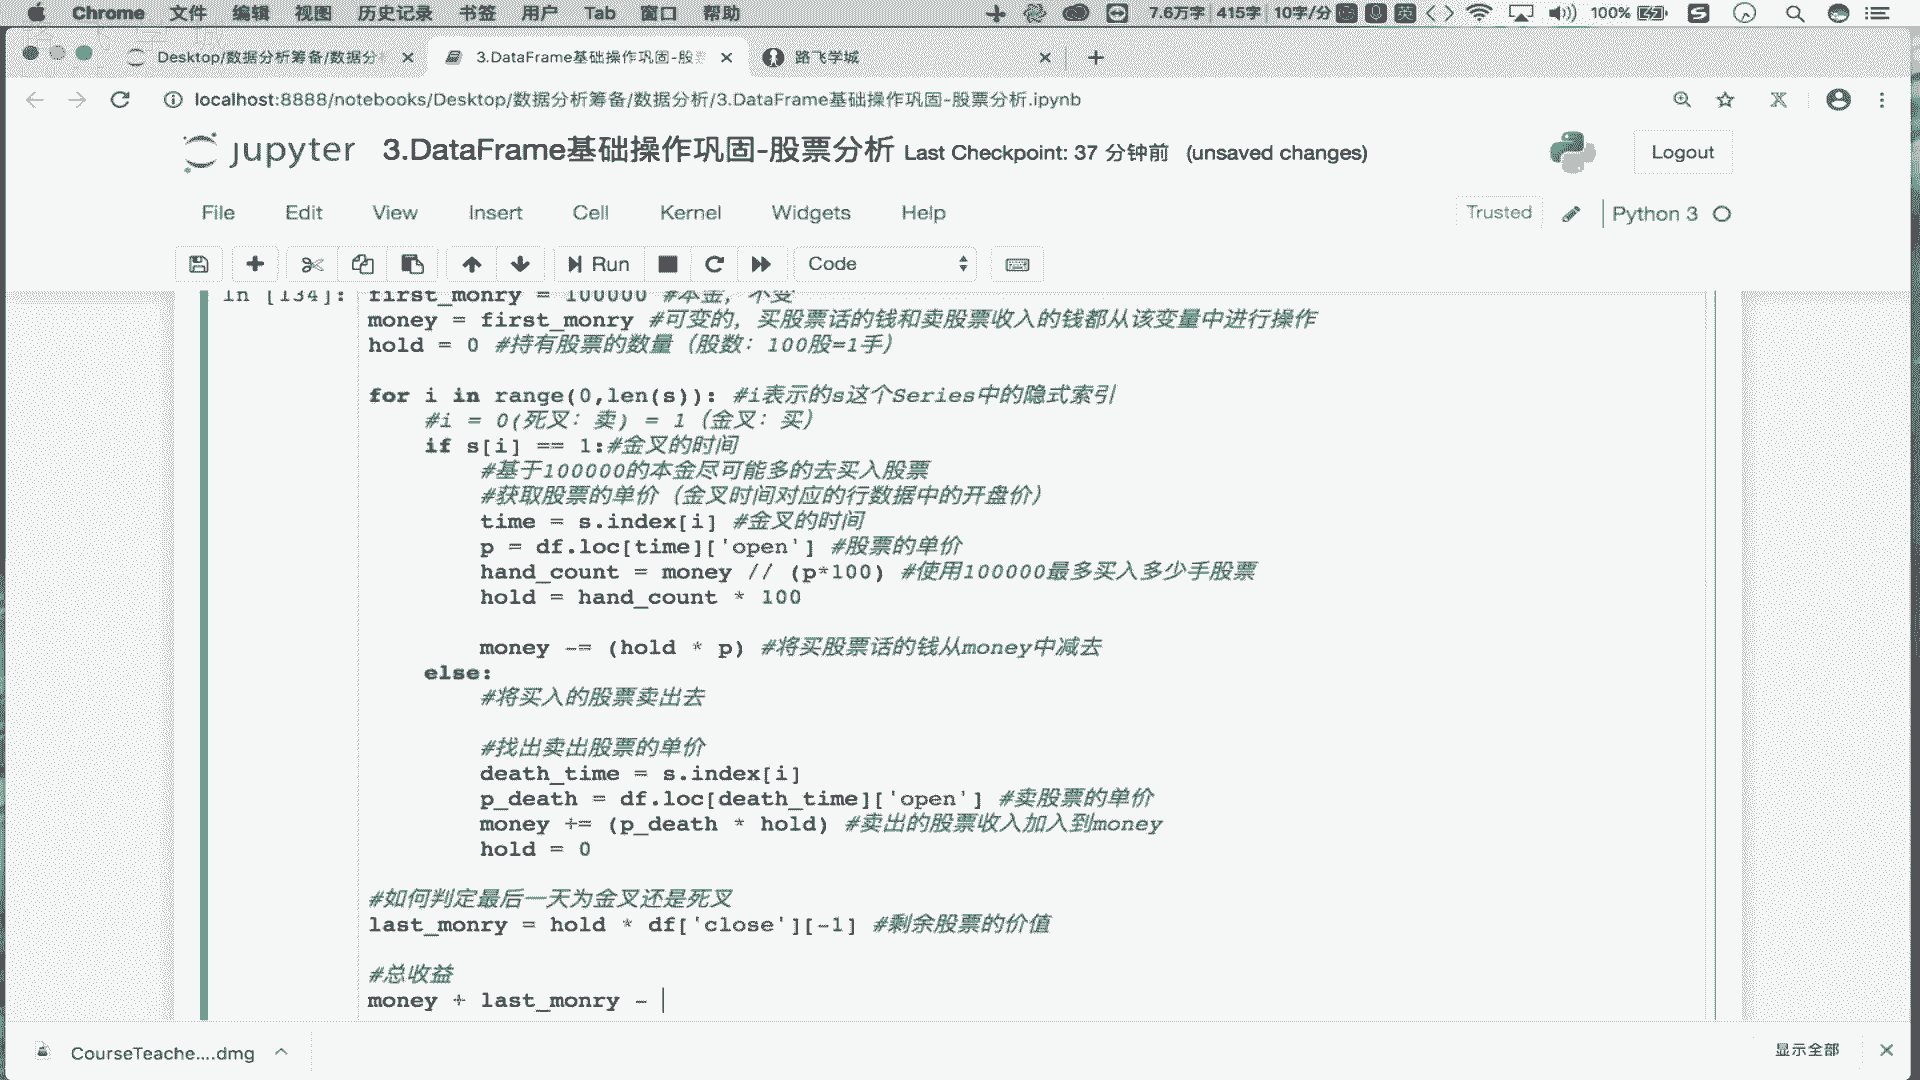 Chrome 文件 编辑 视图 历史记录 书签 用户 Tab 窗口 帮助 7.6万字 415字 10字/分 英 100%
Desktop/数据分析筹备/数据分析 3.DataFrame基础操作巩固-股票 路飞学城
localhost:8888/notebooks/Desktop/数据分析筹备/数据分析/3.DataFrame基础操作巩固-股票分析.ipynb
jupyter 3.DataFrame基础操作巩固-股票分析 Last Checkpoint: 37 分钟前 (unsaved changes) Logout
File Edit View Insert Cell Kernel Widgets Help Trusted Python 3
Run Code
In [134]: first_monry = 100000 #本金，不变
money = first_monry #可变的，买股票话的钱和卖股票收入的钱都从该变量中进行操作
hold = 0 #持有股票的数量（股数：100股=1手）
for i in range(0,len(s)): #i表示的s这个Series中的隐式索引
#i = 0(死叉：卖) = 1（金叉：买）
if s[i] == 1:#金叉的时间
#基于100000的本金尽可能多的去买入股票
#获取股票的单价（金叉时间对应的行数据中的开盘价）
time = s.index[i] #金叉的时间
p = df.loc[time]['open'] #股票的单价
hand_count = money // (p*100) #使用100000最多买入多少手股票
hold = hand_count * 100
money -= (hold * p) #将买股票话的钱从money中减去
else:
#将买入的股票卖出去
#找出卖出股票的单价
death_time = s.index[i]
p_death = df.loc[death_time]['open'] #卖股票的单价
money += (p_death * hold) #卖出的股票收入加入到money
hold = 0
#如何判定最后一天为金叉还是死叉
last_monry = hold * df['close'][-1] #剩余股票的价值
#总收益
money + last_monry -
CourseTeache....dmg 显示全部